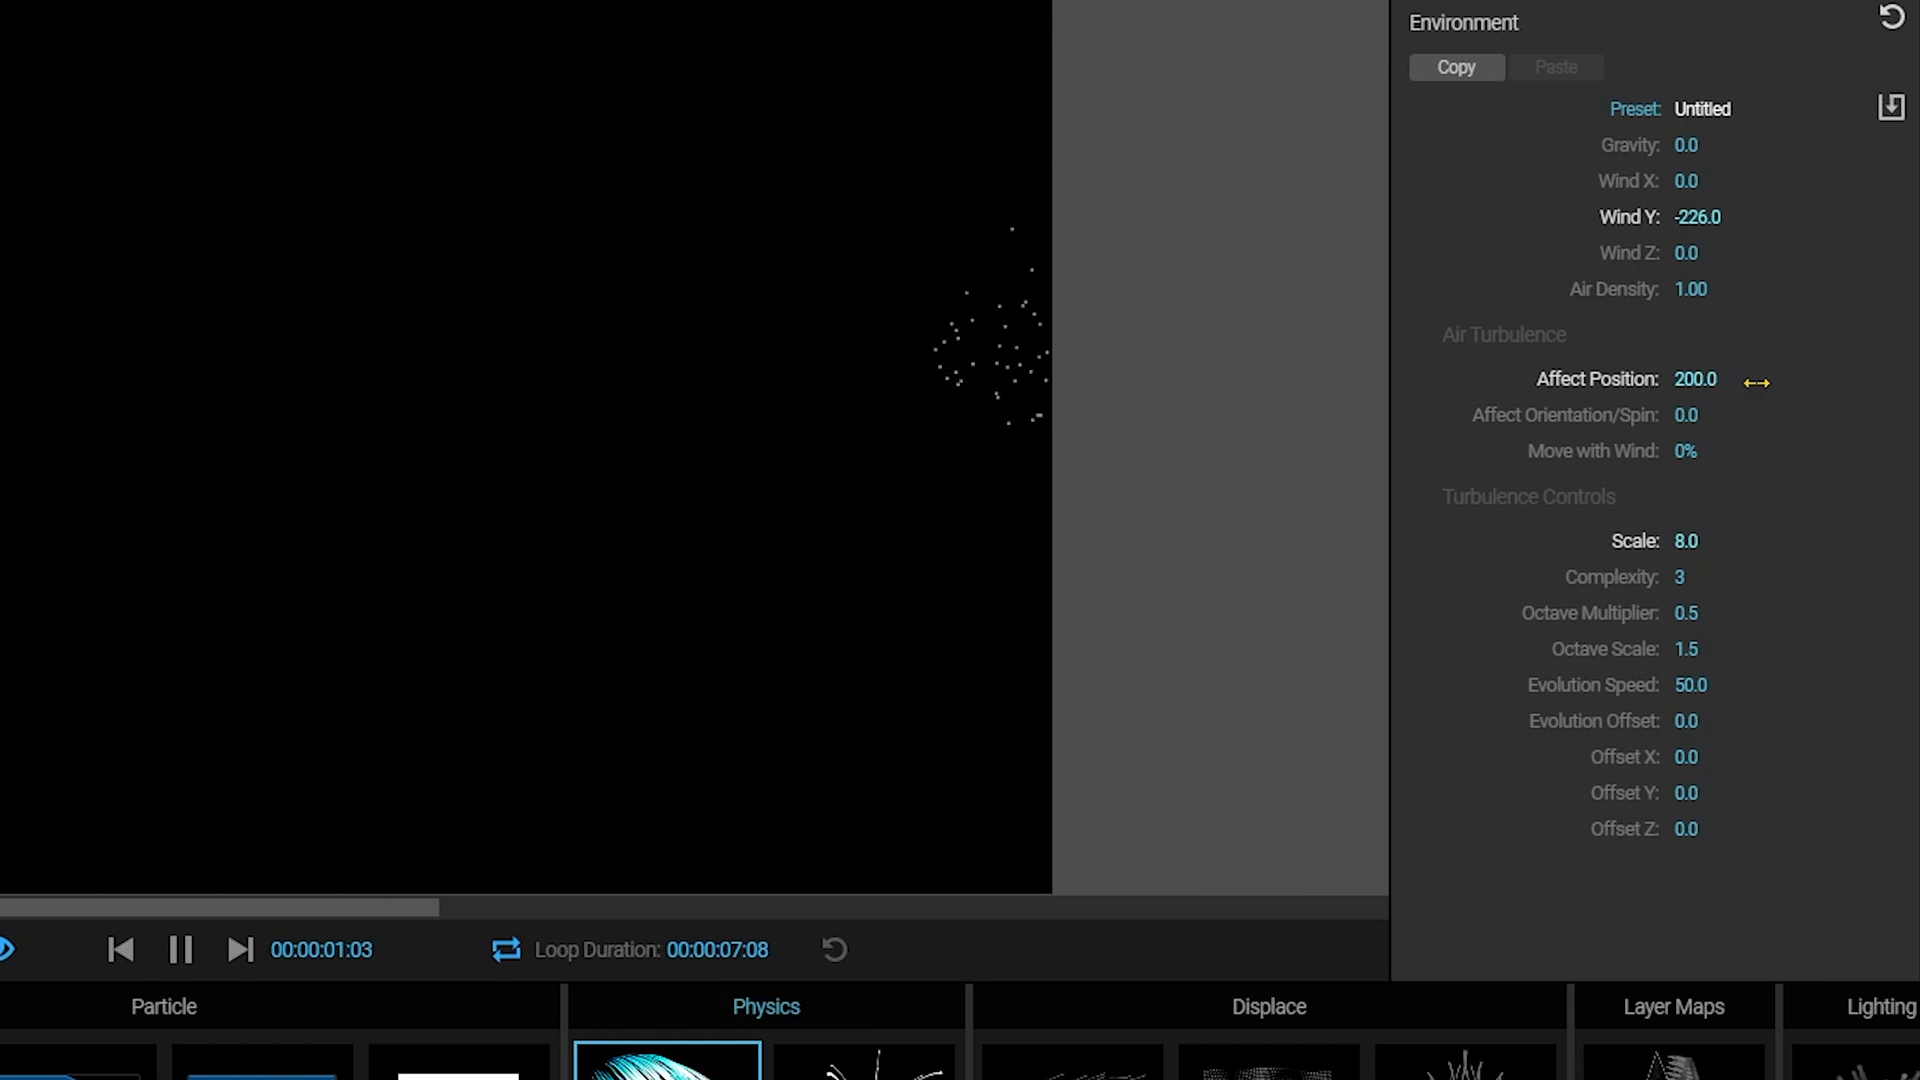 Environment
Copy Paste
Preset: Untitled
Gravity: 0.0
Wind X: 0.0
Wind Y: -226.0
Wind Z: 0.0
Air Density: 1.00
Air Turbulence
Affect Position: 200.0
Affect Orientation/Spin: 0.0
Move with Wind: 0%
Turbulence Controls
Scale: 8.0
Complexity: 3
Octave Multiplier: 0.5
Octave Scale: 1.5
Evolution Speed: 50.0
Evolution Offset: 0.0
Offset X: 0.0
Offset Y: 0.0
Offset Z: 0.0
00:00:01:03 Loop Duration: 00:00:07:08
Particle Physics Displace Layer Maps Lighting